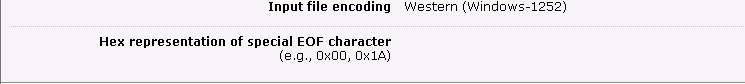 Input file encoding Western (Windows-1252)
Hex representation of special EOF character
(e.g., 0x00, 0x1A)